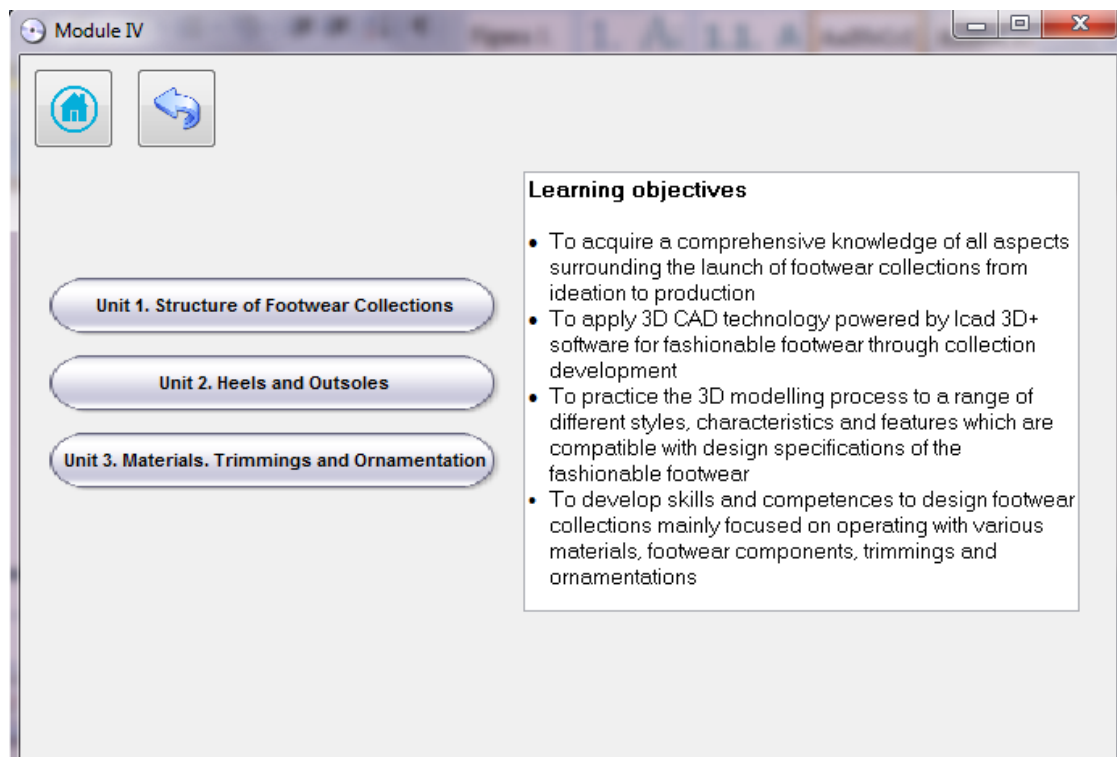 Module IV
Unit 1. Structure of Footwear Collections
Unit 2. Heels and Outsoles
Unit 3. Materials. Trimmings and Ornamentation
Learning objectives
• To acquire a comprehensive knowledge of all aspects
surrounding the launch of footwear collections from
ideation to production
• To apply 3D CAD technology powered by Icad 3D+
software for fashionable footwear through collection
development
• To practice the 3D modelling process to a range of
different styles, characteristics and features which are
compatible with design specifications of the
fashionable footwear
• To develop skills and competences to design footwear
collections mainly focused on operating with various
materials, footwear components, trimmings and
ornamentations